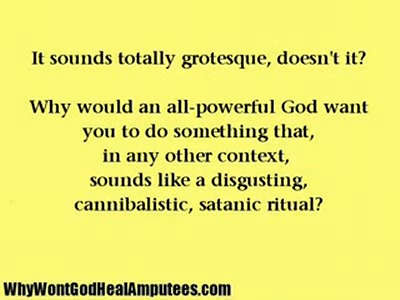 It sounds totally grotesque, doesn't it?
Why would an all-powerful God want
you to do something that,
in any other context,
sounds like a disgusting,
cannibalistic, satanic ritual?
WhyWontGodHealAmputees.com